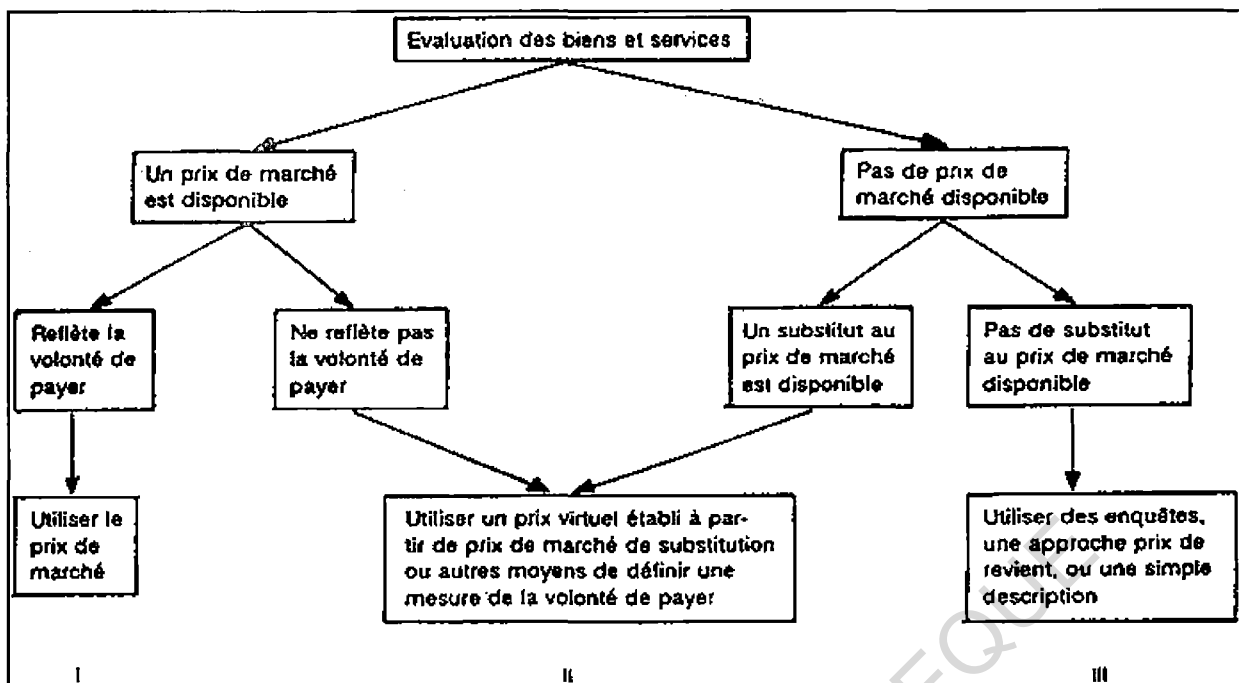 Evaluation des biens et services
Un prix de marché
est disponible
Pas de prix de
marché disponible
Reflète la
volonté de
payer
Ne reflète pas
la volonté de
payer
Un substitut au
prix de marché
est disponible
Pas de substitut
au prix de marché
disponible
Utiliser le
prix de
marché
Utiliser un prix virtuel établi à par-
tir de prix de marché de substitution
ou autres moyens de définir une
mesure de la volonté de payer
Utiliser des enquêtes,
une approche prix de
revient, ou une simple
description
I
II
III
EQUE